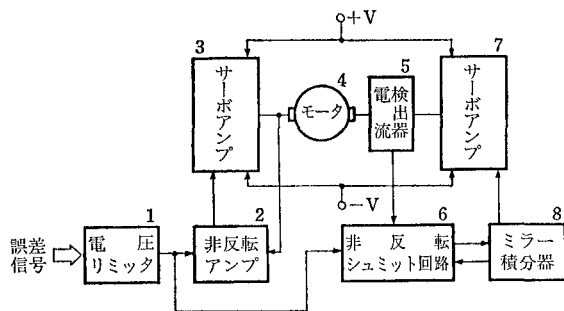 +V
3
サーボアンプ
4
モータ
5
電流
検出器
7
サーボアンプ
-V
1
電圧
リミッタ
2
非反転
アンプ
6
非反転
シュミット回路
8
ミラー
積分器
誤差
信号